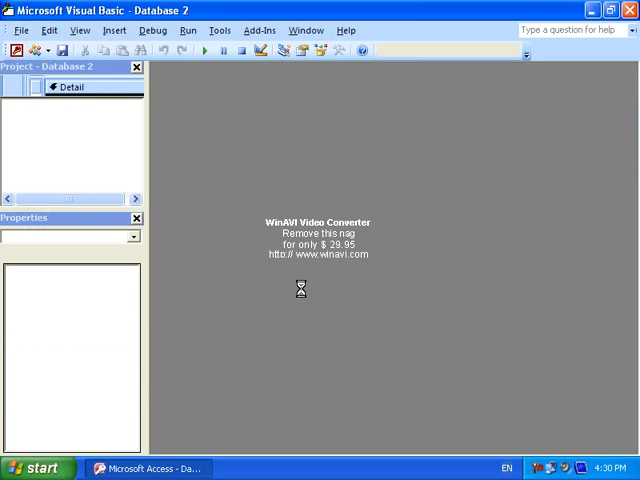 Microsoft Visual Basic - Database 2
File Edit View Insert Debug Run Tools Add-Ins Window Help
Type a question for help
Project - Database 2
Detail
Properties
WinAVI Video Converter
Remove this nag
for only $ 29.95
http:// www.winavi.com
start
Microsoft Access - Da...
EN
4:30 PM